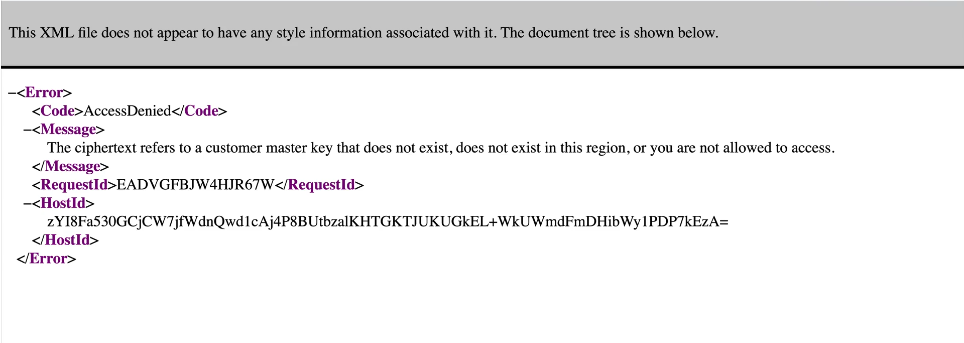 This XML file does not appear to have any style information associated with it. The document tree is shown below.
−<Error>
<Code>AccessDenied</Code>
−<Message>
The ciphertext refers to a customer master key that does not exist, does not exist in this region, or you are not allowed to access.
</Message>
<RequestId>EADVGFBJW4HJR67W</RequestId>
−<HostId>
zYI8Fa530GCjCW7jfWdnQwd1cAj4P8BUtbzalKHTGKTJUKUGkEL+WkUWmdFmDHibWy1PDP7kEzA=
</HostId>
</Error>